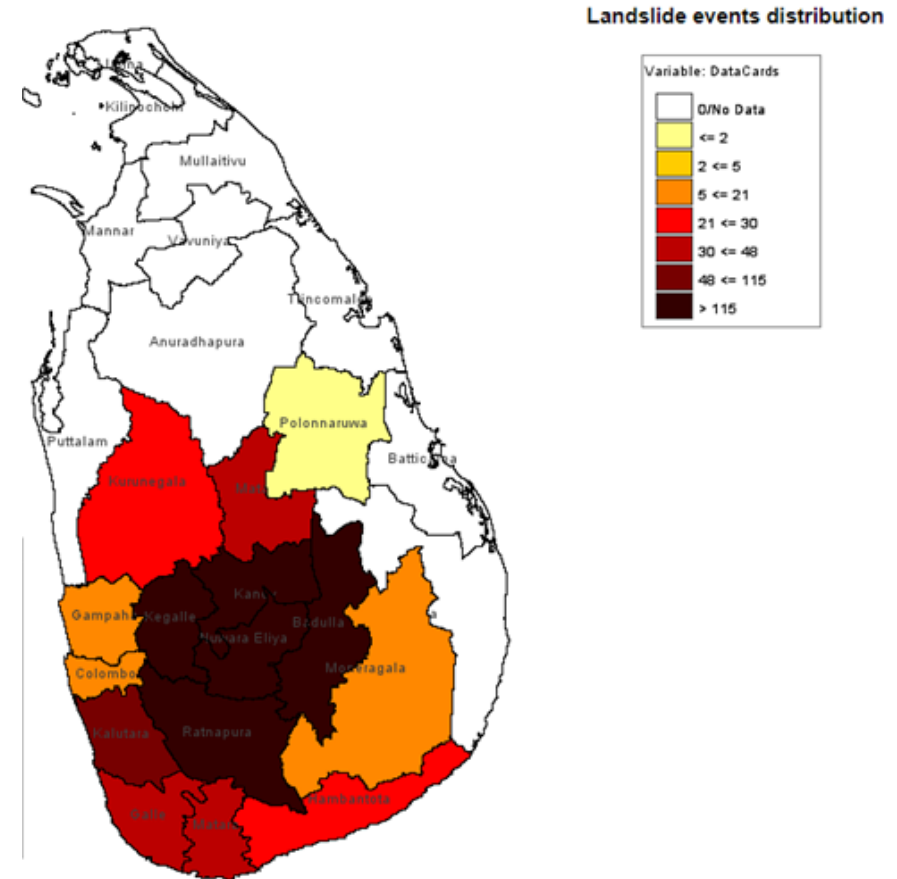 Landslide events distribution
Variable: DataCards
0/No Data
<= 2
2 <= 5
5 <= 21
21 <= 30
30 <= 48
48 <= 115
> 115
Kilinochchi
Mullaitivu
Mannar
Vavuniya
Trincomalee
Anuradhapura
Polonnaruwa
Puttalam
Kurunegala
Kandy
Gampaha
Kegalle
Badulla
Nuwara Eliya
Moneragala
Colombo
Kalutara
Ratnapura
Hambantota
Galle